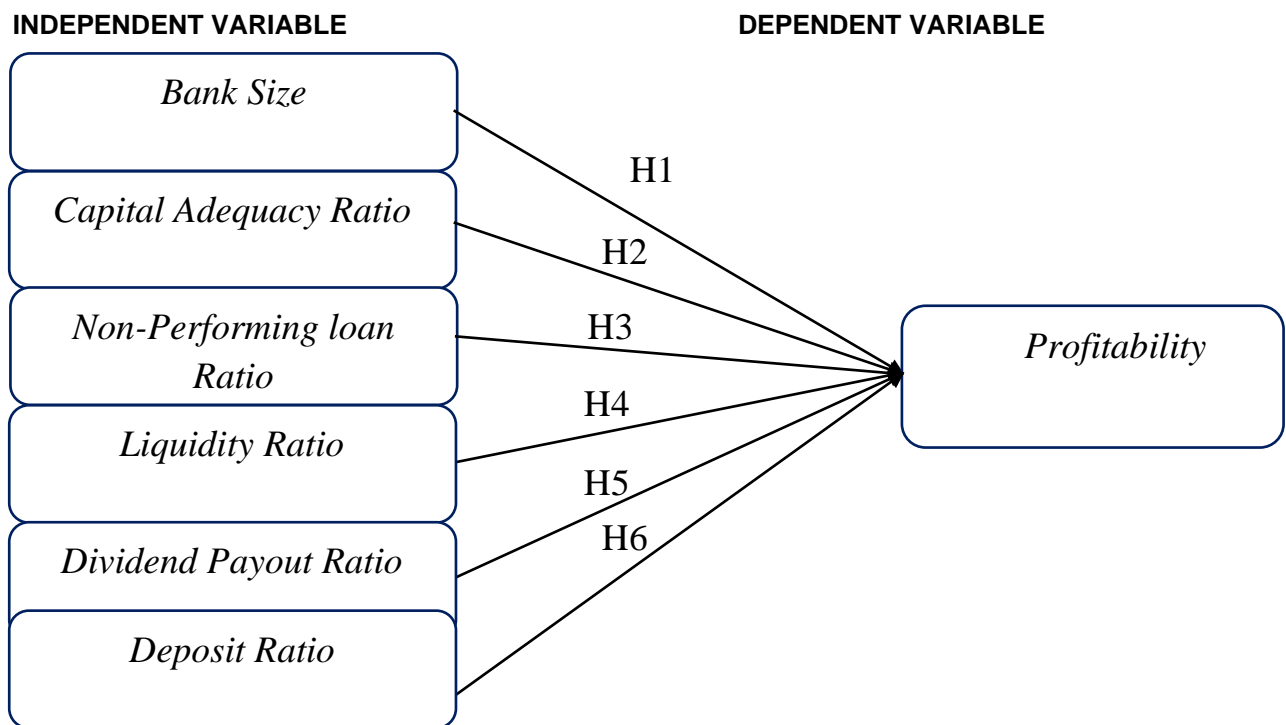 INDEPENDENT VARIABLE
DEPENDENT VARIABLE
Bank Size
H1
Capital Adequacy Ratio
H2
Non-Performing loan
Ratio
H3
Profitability
Liquidity Ratio
H4
Dividend Payout Ratio
H5
Deposit Ratio
H6